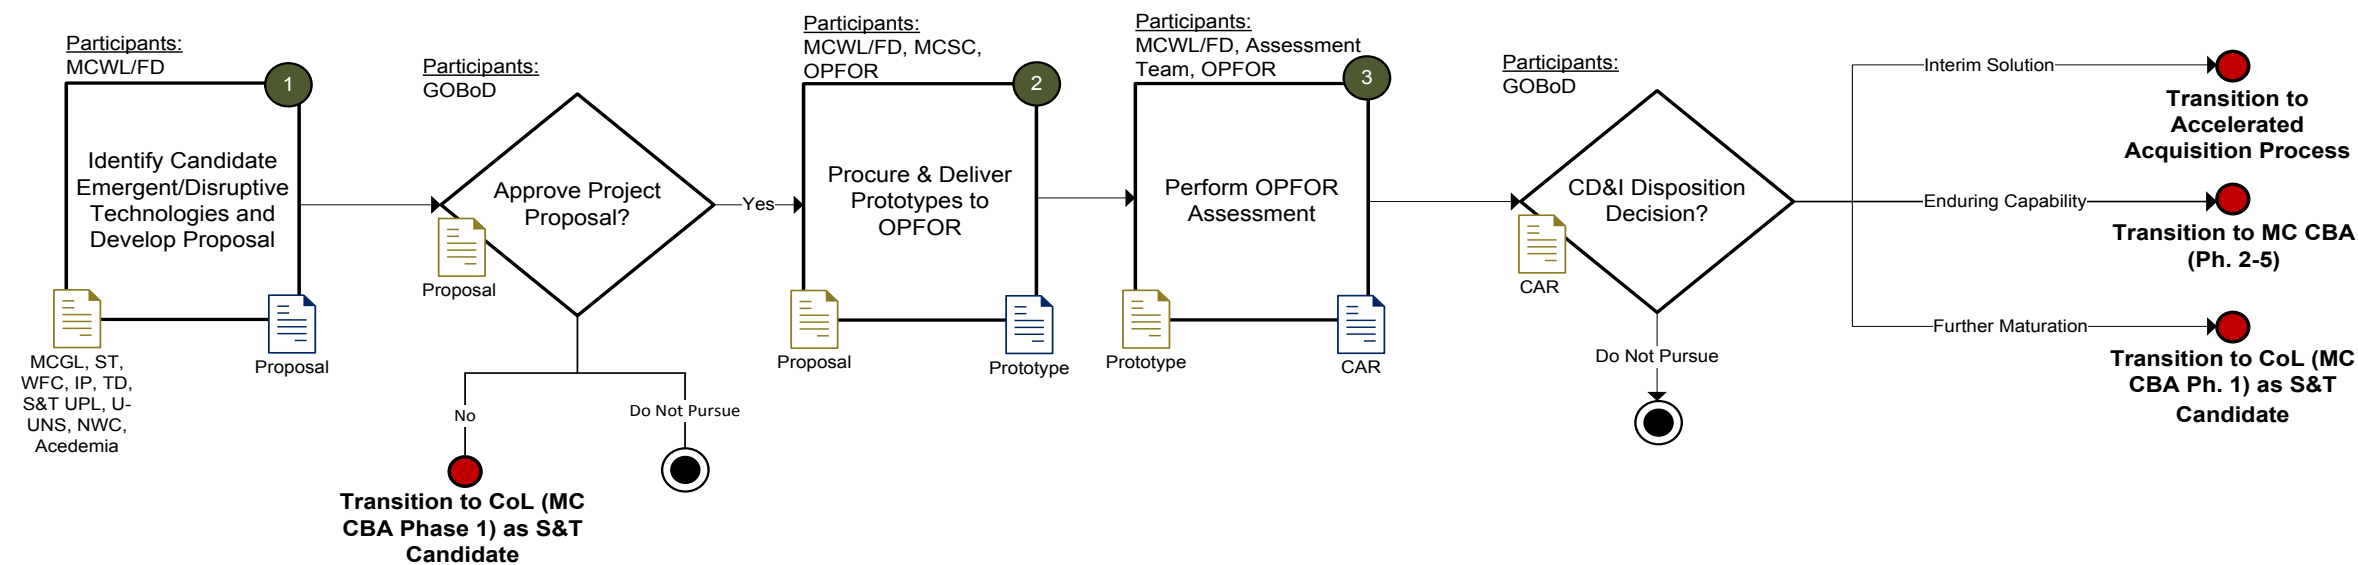 Participants:
MCWL/FD
1
Identify Candidate
Emergent/Disruptive
Technologies and
Develop Proposal
MCGL, ST,
WFC, IP, TD,
S&T UPL, U-
UNS, NWC,
Acedemia
Proposal
Participants:
GOBoD
Approve Project
Proposal?
Proposal
Yes
No
Do Not Pursue
Transition to CoL (MC
CBA Phase 1) as S&T
Candidate
Participants:
MCWL/FD, MCSC,
OPFOR
2
Procure & Deliver
Prototypes to
OPFOR
Proposal
Prototype
Participants:
MCWL/FD, Assessment
Team, OPFOR
3
Perform OPFOR
Assessment
Prototype
CAR
Participants:
GOBoD
CD&I Disposition
Decision?
CAR
Do Not Pursue
Interim Solution
Transition to
Accelerated
Acquisition Process
Enduring Capability
Transition to MC CBA
(Ph. 2-5)
Further Maturation
Transition to CoL (MC
CBA Ph. 1) as S&T
Candidate